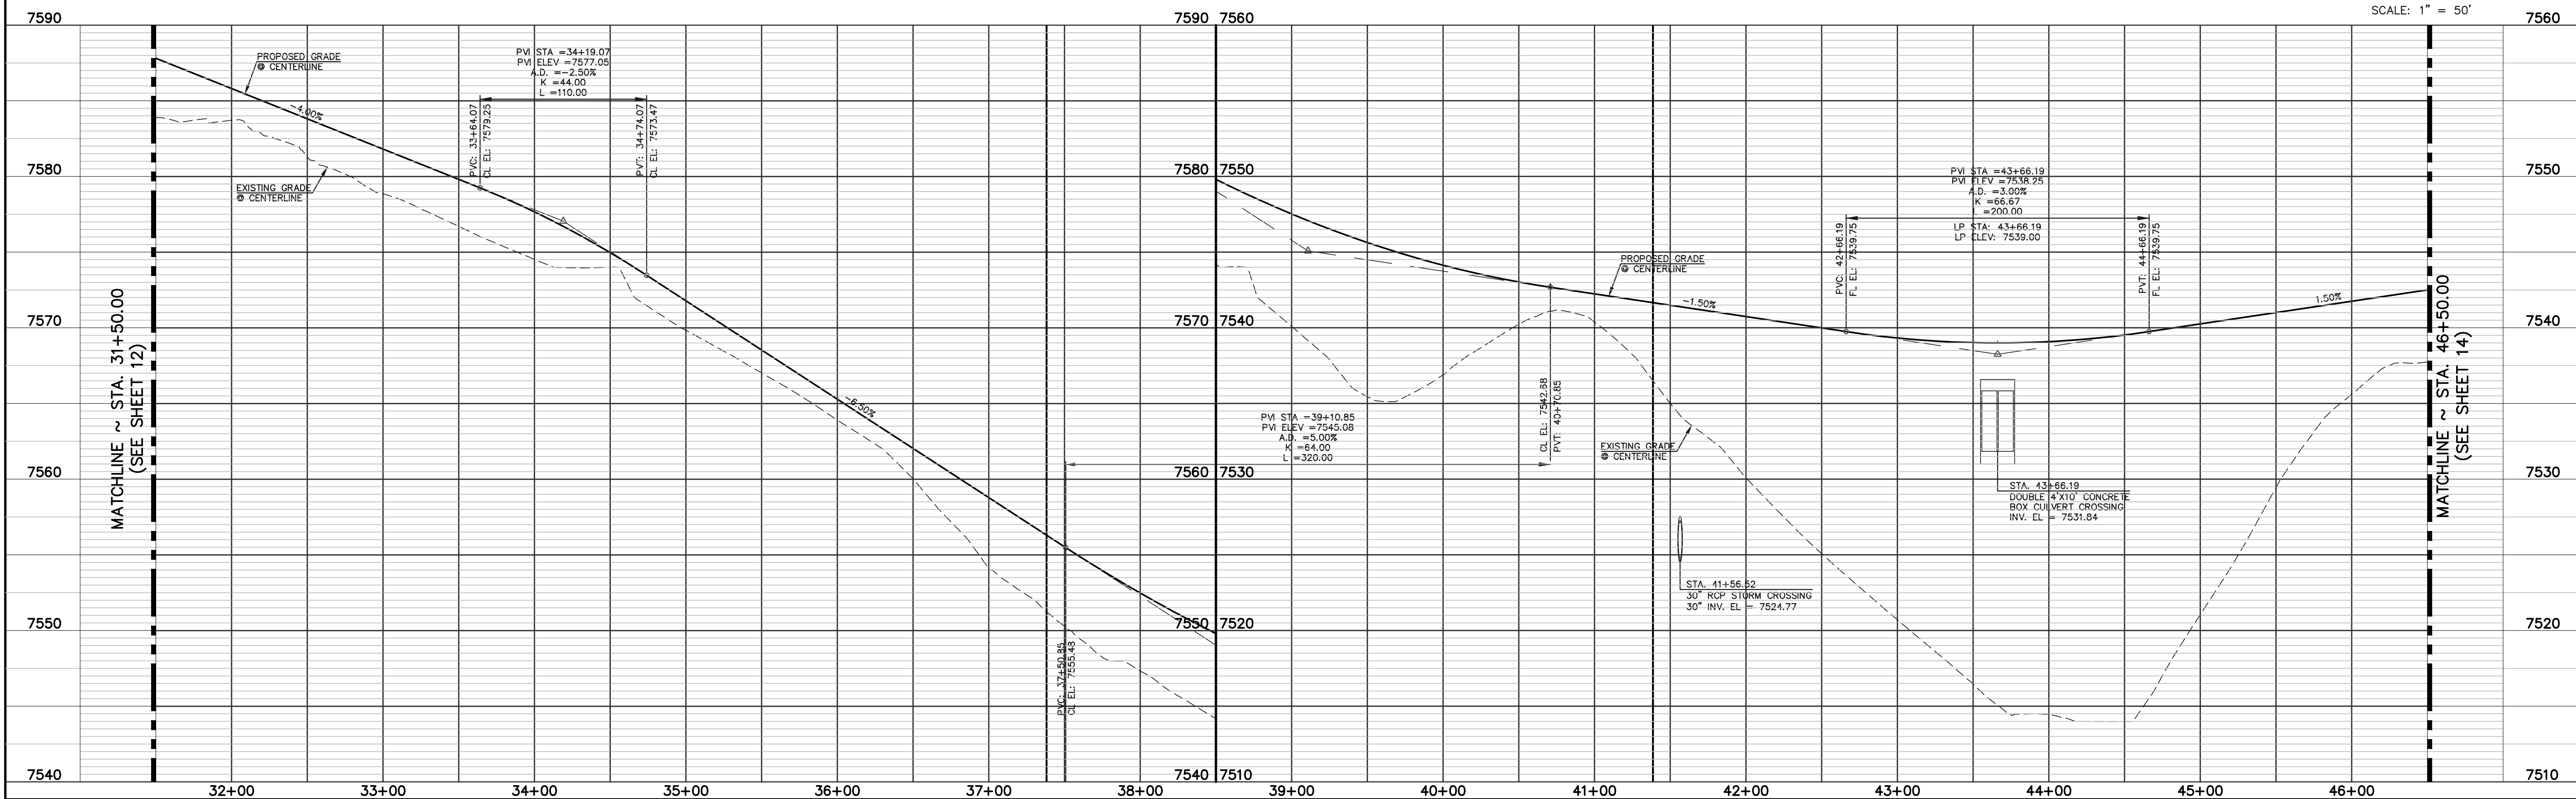 SCALE: 1" = 50'
7590
7590 7560
7560
PROPOSED GRADE
@ CENTERLINE
-4.00%
PVI STA =34+19.07
PVI ELEV =7577.05
A.D. =-2.50%
K =44.00
L =110.00
PVC: 33+64.07
CL EL: 7579.25
PVT: 34+74.07
CL EL: 7573.47
EXISTING GRADE
@ CENTERLINE
7580
7580 7550
7550
PVI STA =43+66.19
PVI ELEV =7538.25
A.D. =3.00%
K =66.67
L =200.00
LP STA: 43+66.19
LP ELEV: 7539.00
PVC: 42+66.19
FL EL: 7539.75
PVT: 44+66.19
FL EL: 7539.75
PROPOSED GRADE
@ CENTERLINE
-1.50%
1.50%
MATCHLINE ~ STA. 31+50.00
(SEE SHEET 12)
MATCHLINE ~ STA. 46+50.00
(SEE SHEET 14)
7570
7570 7540
7540
-6.50%
PVI STA =39+10.85
PVI ELEV =7545.08
A.D. =5.00%
K =64.00
L =320.00
CL EL: 7542.68
PVT: 40+70.85
EXISTING GRADE
@ CENTERLINE
7560
7560 7530
7530
STA. 43+66.19
DOUBLE 4'X10' CONCRETE
BOX CULVERT CROSSING
INV. EL = 7531.84
STA. 41+56.52
30" RCP STORM CROSSING
30" INV. EL = 7524.77
7550
7550 7520
7520
PVC: 37+50.85
CL EL: 7555.48
7540
7540 7510
7510
32+00 33+00 34+00 35+00 36+00 37+00 38+00 39+00 40+00 41+00 42+00 43+00 44+00 45+00 46+00